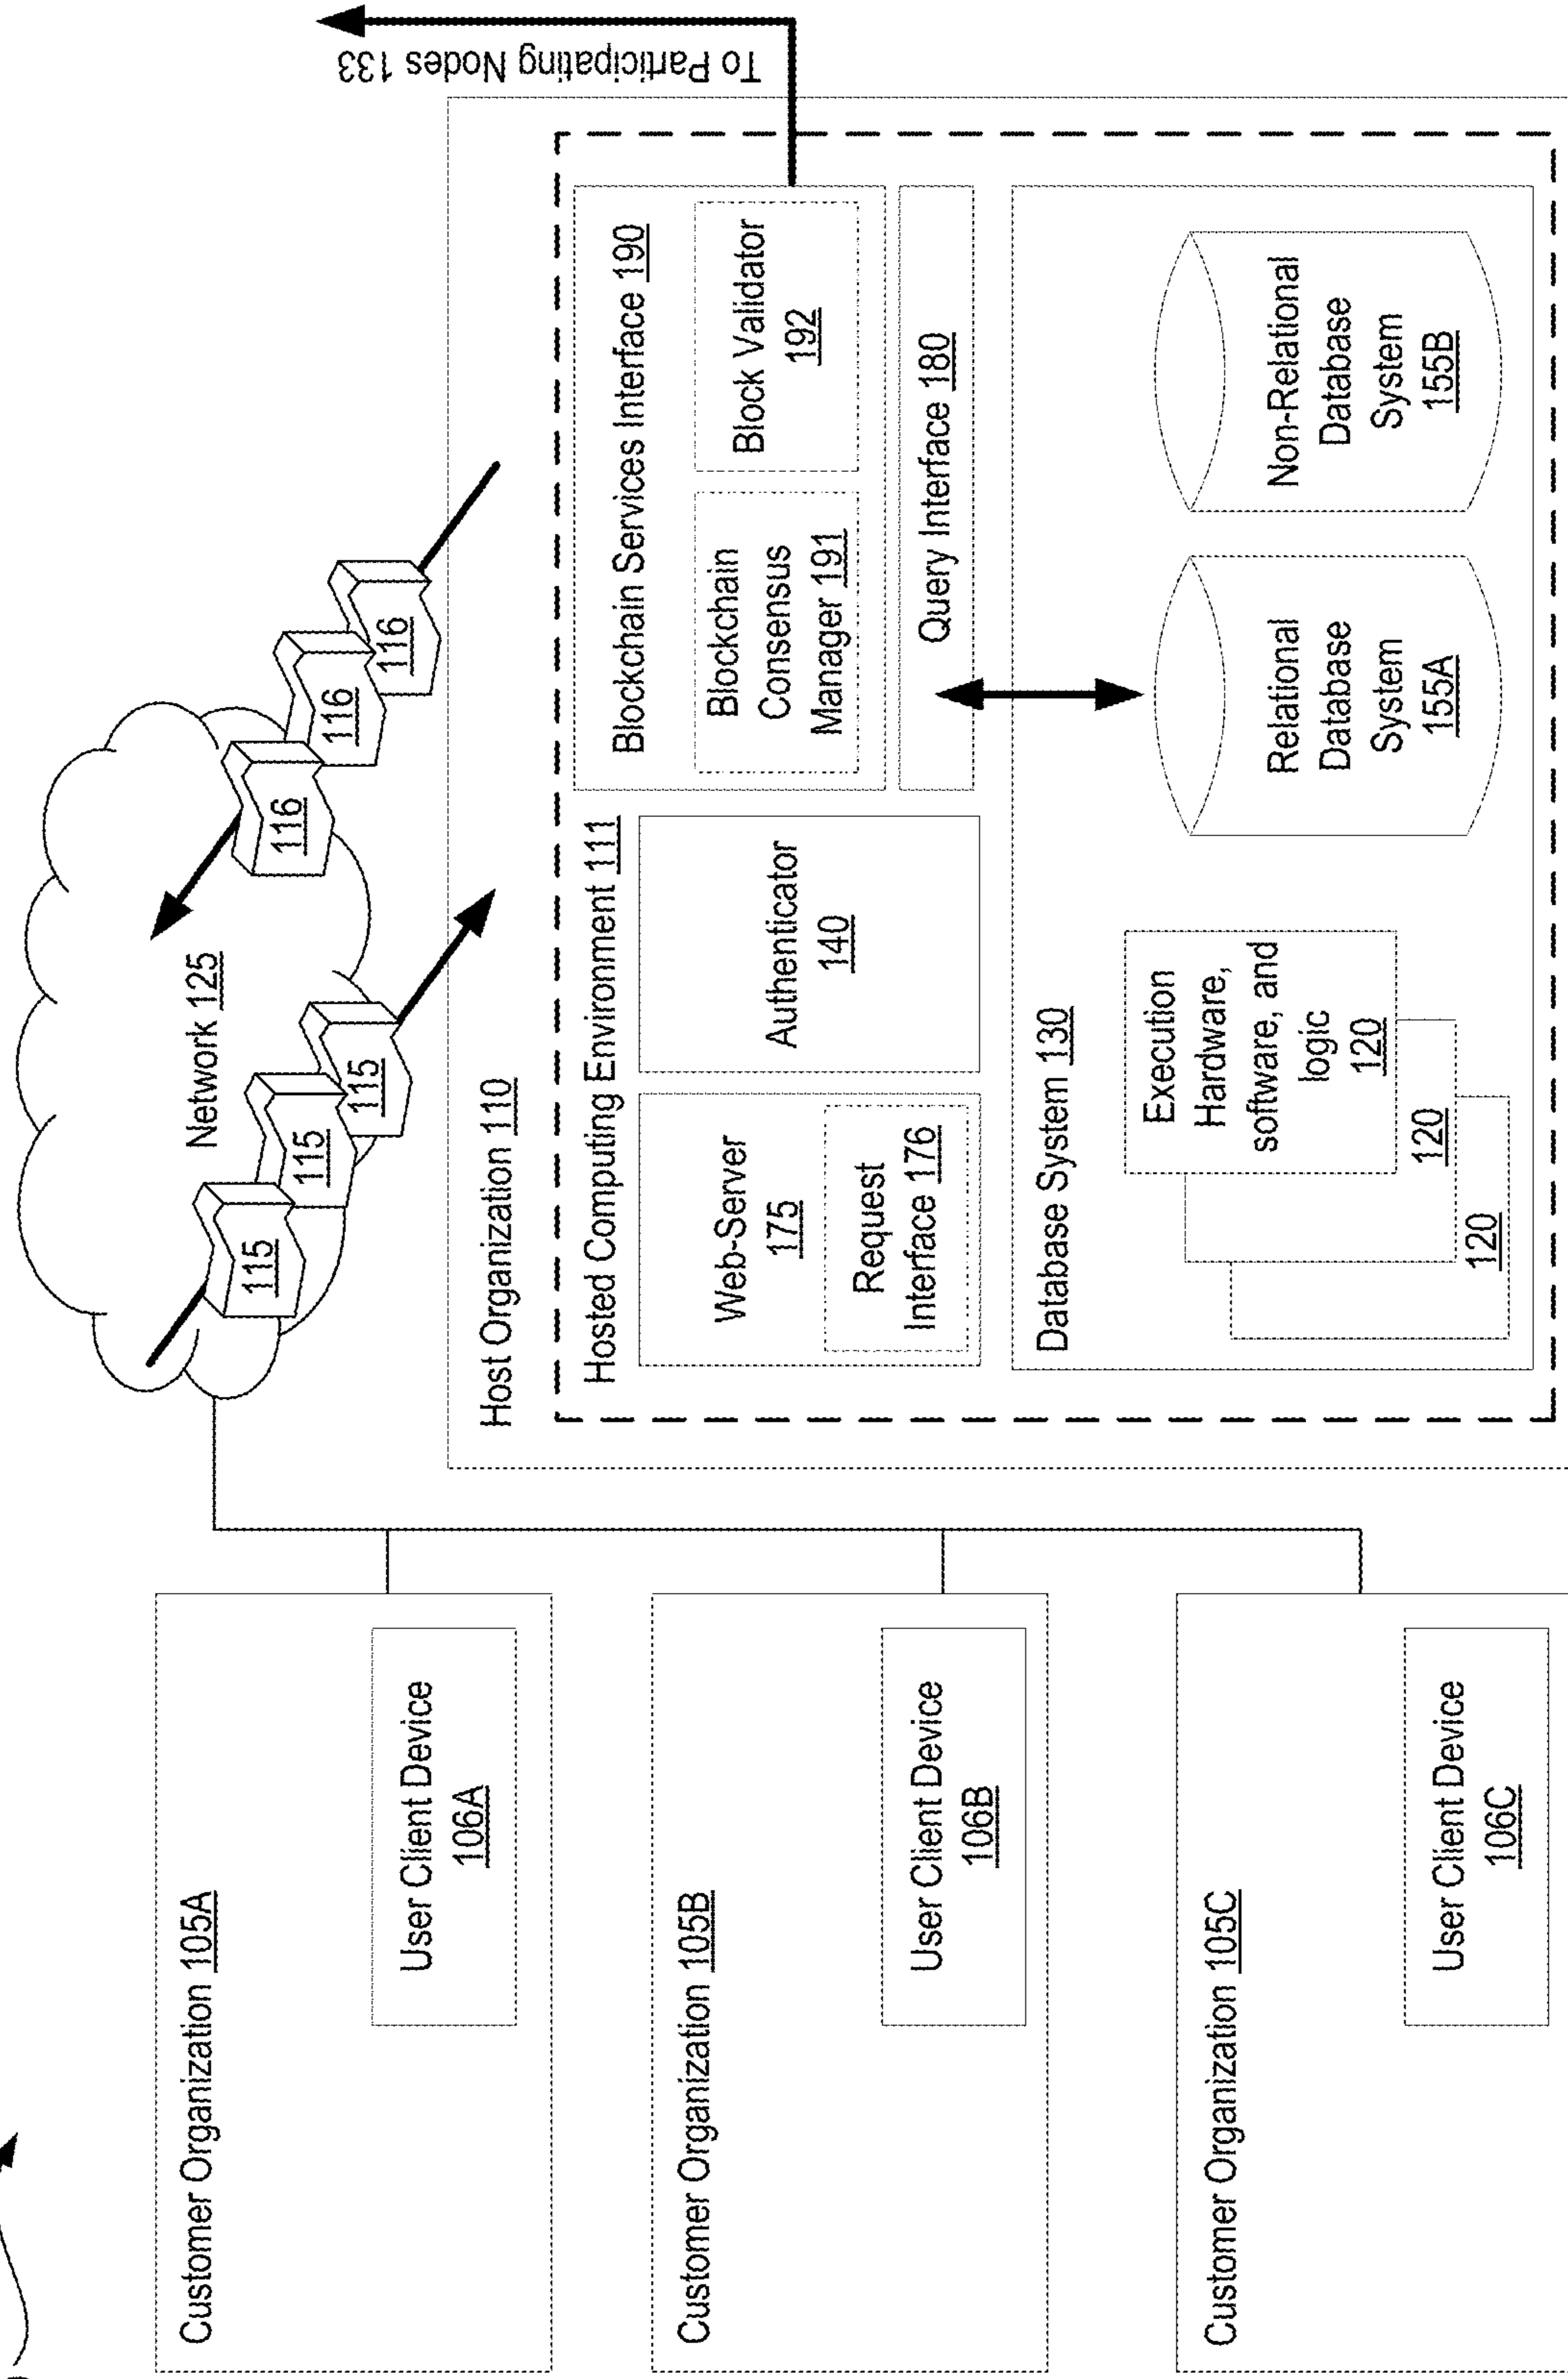 Customer Organization 105A
User Client Device
106A
Customer Organization 105B
User Client Device
106B
Customer Organization 105C
User Client Device
106C
Network 125
115
115
115
116
116
116
To Participating Nodes 133
Host Organization 110
Hosted Computing Environment 111
Web-Server
175
Request
Interface 176
Authenticator
140
Blockchain Services Interface 190
Blockchain
Consensus
Manager 191
Block Validator
192
Query Interface 180
Database System 130
Execution
Hardware,
software, and
logic
120
120
120
Relational
Database
System
155A
Non-Relational
Database
System
155B